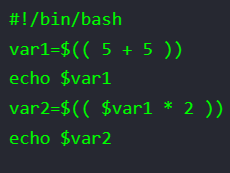 #!/bin/bash
var1=$(( 5 + 5 ))
echo $var1
var2=$(( $var1 * 2 ))
echo $var2